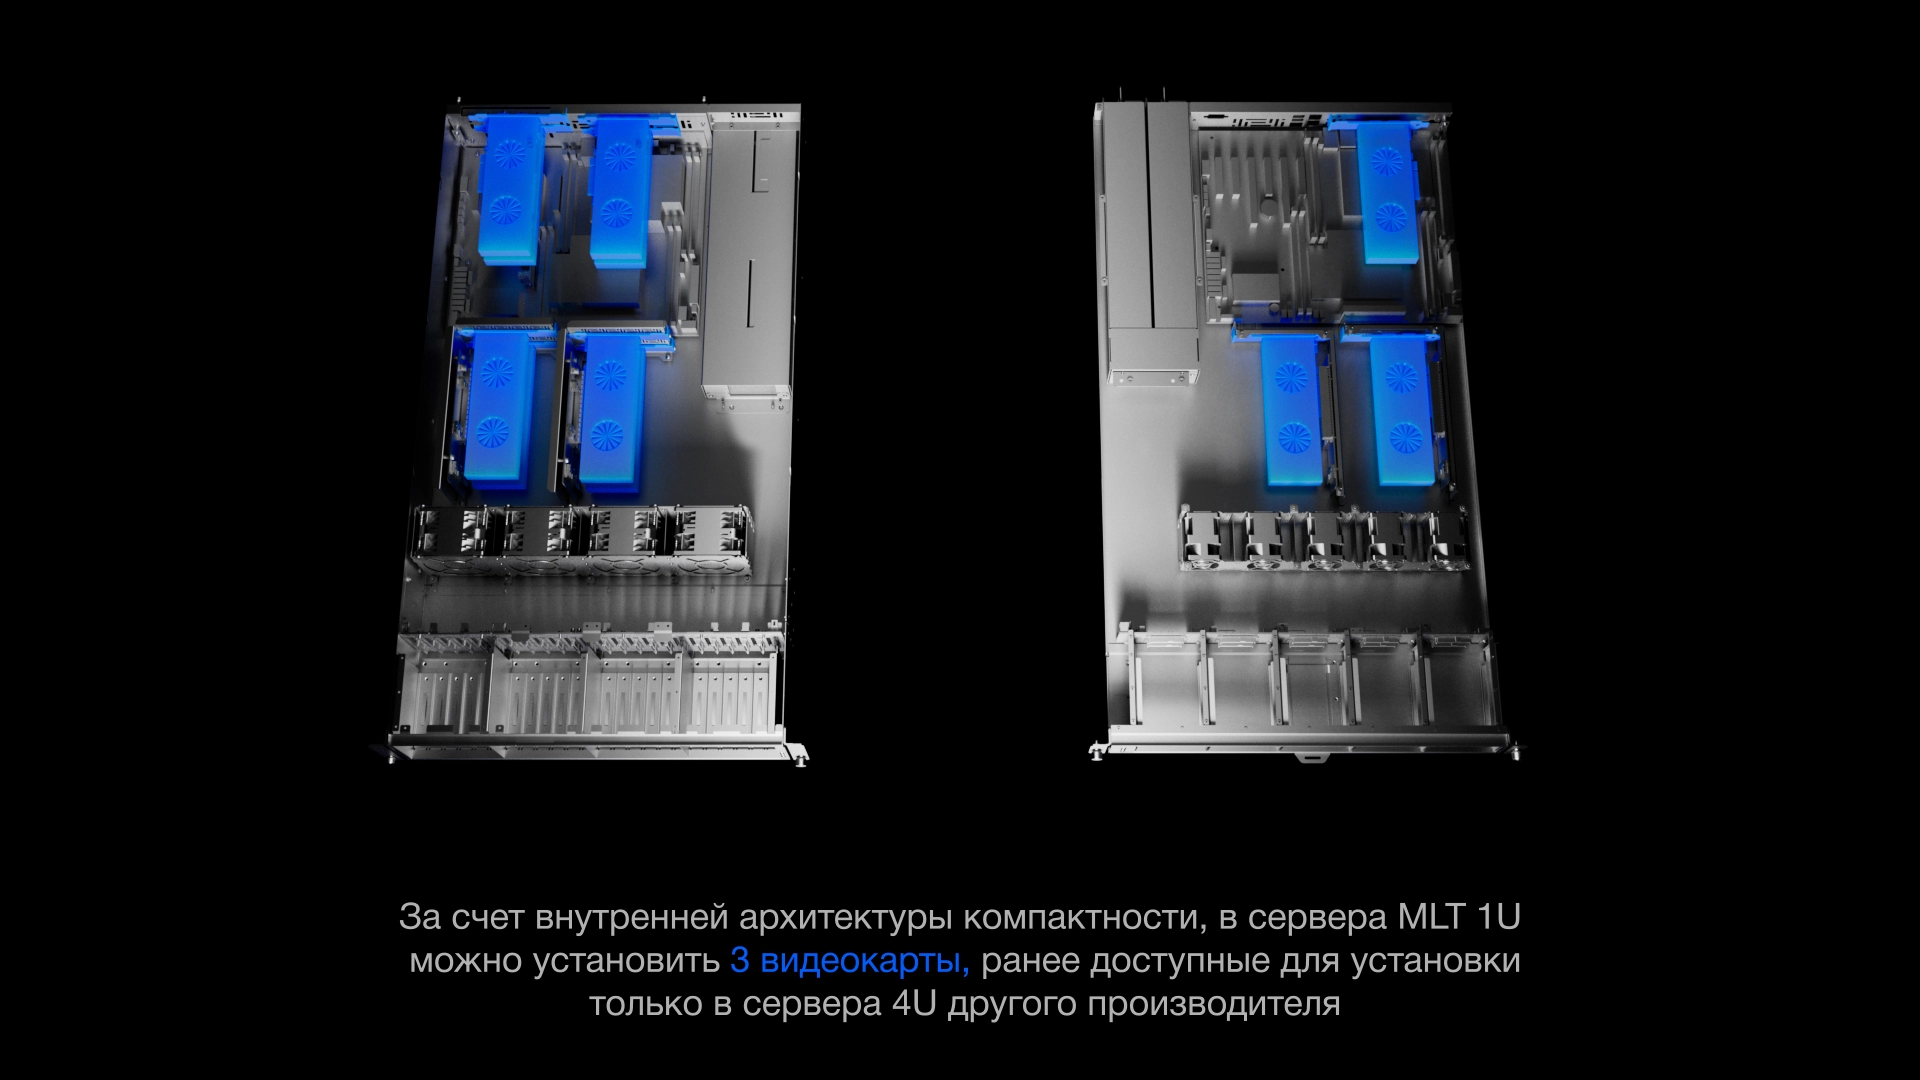 За счет внутренней архитектуры компактности, в сервера MLT 1U
можно установить 3 видеокарты, ранее доступные для установки
только в сервера 4U другого производителя